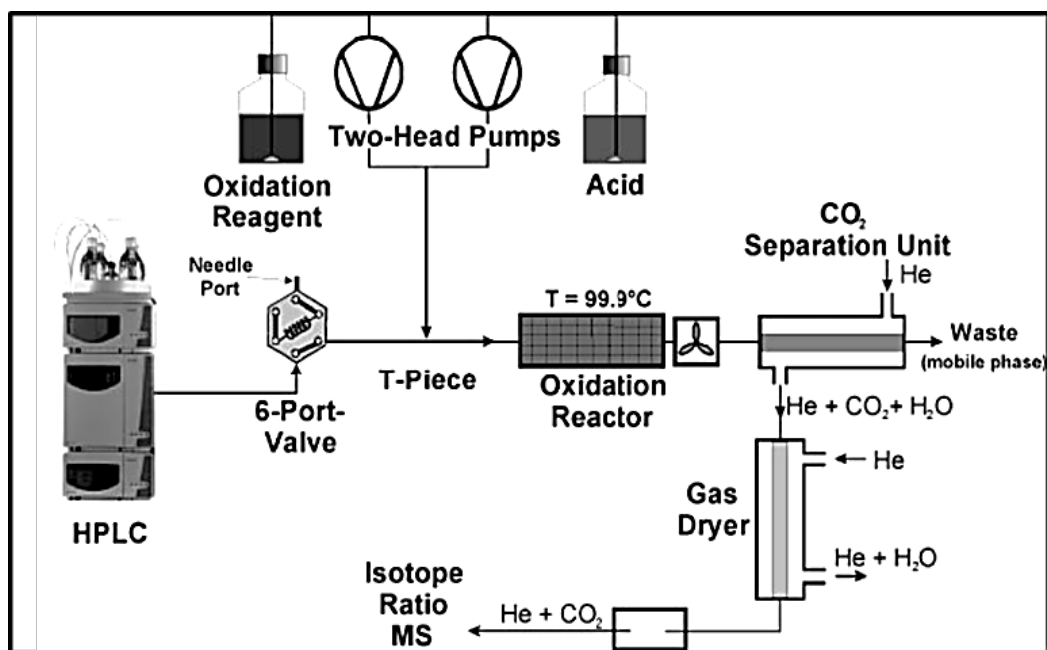 Two-Head Pumps
Oxidation
Reagent
Acid
CO₂
Separation Unit
He
Needle
Port
T = 99.9°C
Waste
(mobile phase)
T-Piece
Oxidation
Reactor
6-Port-
Valve
He + CO₂+ H₂O
He
Gas
Dryer
HPLC
He + H₂O
Isotope
Ratio
MS
He + CO₂